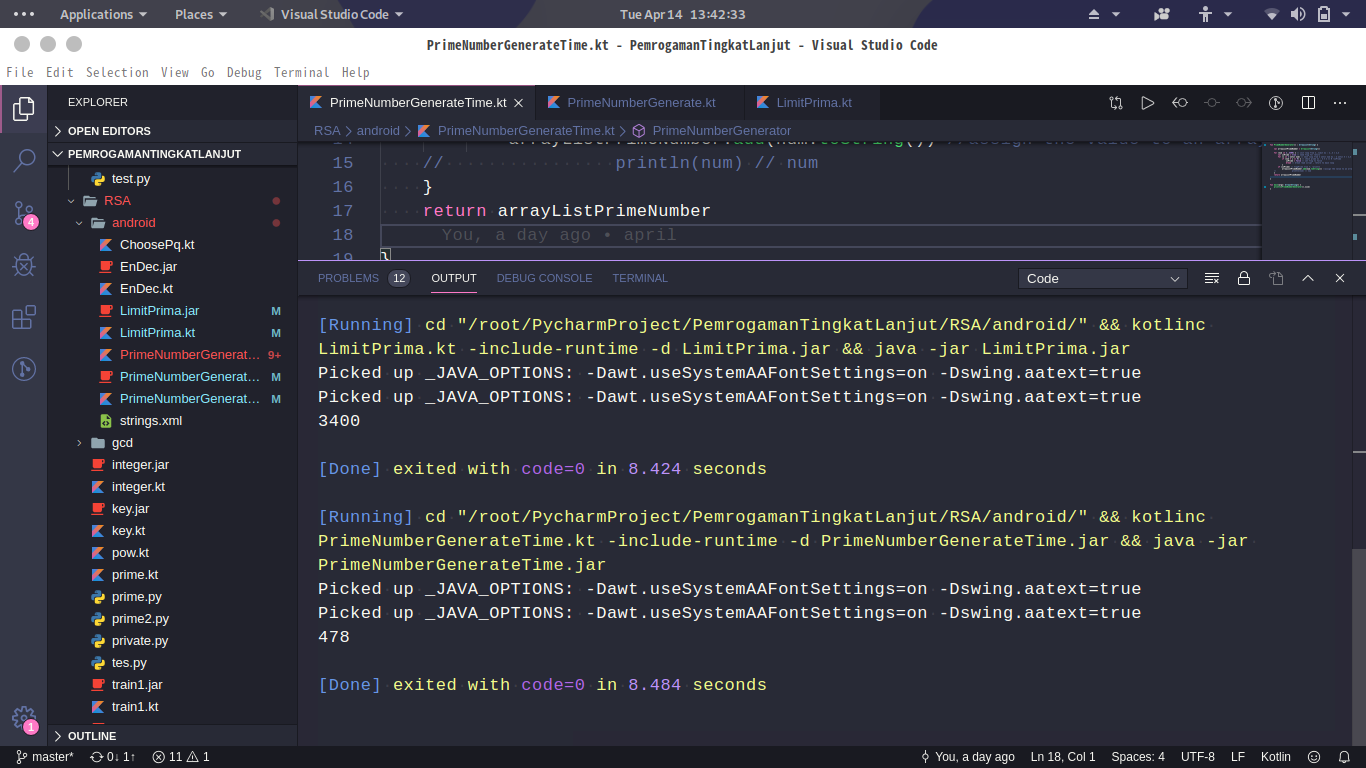 Applications Places Visual Studio Code Tue Apr 14 13:42:33
PrimeNumberGenerateTime.kt - PemrogamanTingkatLanjut - Visual Studio Code
File Edit Selection View Go Debug Terminal Help
EXPLORER
OPEN EDITORS
PEMROGAMANTINGKATLANJUT
test.py
RSA
android
ChoosePq.kt
EnDec.jar
EnDec.kt
LimitPrima.jar M
LimitPrima.kt M
PrimeNumberGenerat... 9+
PrimeNumberGenerat... M
PrimeNumberGenerat... M
strings.xml
gcd
integer.jar
integer.kt
key.jar
key.kt
pow.kt
prime.kt
prime.py
prime2.py
private.py
tes.py
train1.jar
train1.kt
OUTLINE
4
1
PrimeNumberGenerateTime.kt PrimeNumberGenerate.kt LimitPrima.kt
RSA android PrimeNumberGenerateTime.kt PrimeNumberGenerator
15 // println(num) // num
16 }
17 return arrayListPrimeNumber
18 You, a day ago • april
19 }
PROBLEMS 12 OUTPUT DEBUG CONSOLE TERMINAL Code
[Running] cd "/root/PycharmProject/PemrogamanTingkatLanjut/RSA/android/" && kotlinc
LimitPrima.kt -include-runtime -d LimitPrima.jar && java -jar LimitPrima.jar
Picked up _JAVA_OPTIONS: -Dawt.useSystemAAFontSettings=on -Dswing.aatext=true
Picked up _JAVA_OPTIONS: -Dawt.useSystemAAFontSettings=on -Dswing.aatext=true
3400
[Done] exited with code=0 in 8.424 seconds
[Running] cd "/root/PycharmProject/PemrogamanTingkatLanjut/RSA/android/" && kotlinc
PrimeNumberGenerateTime.kt -include-runtime -d PrimeNumberGenerateTime.jar && java -jar
PrimeNumberGenerateTime.jar
Picked up _JAVA_OPTIONS: -Dawt.useSystemAAFontSettings=on -Dswing.aatext=true
Picked up _JAVA_OPTIONS: -Dawt.useSystemAAFontSettings=on -Dswing.aatext=true
478
[Done] exited with code=0 in 8.484 seconds
master* 0↓ 1↑ 11 1 You, a day ago Ln 18, Col 1 Spaces: 4 UTF-8 LF Kotlin